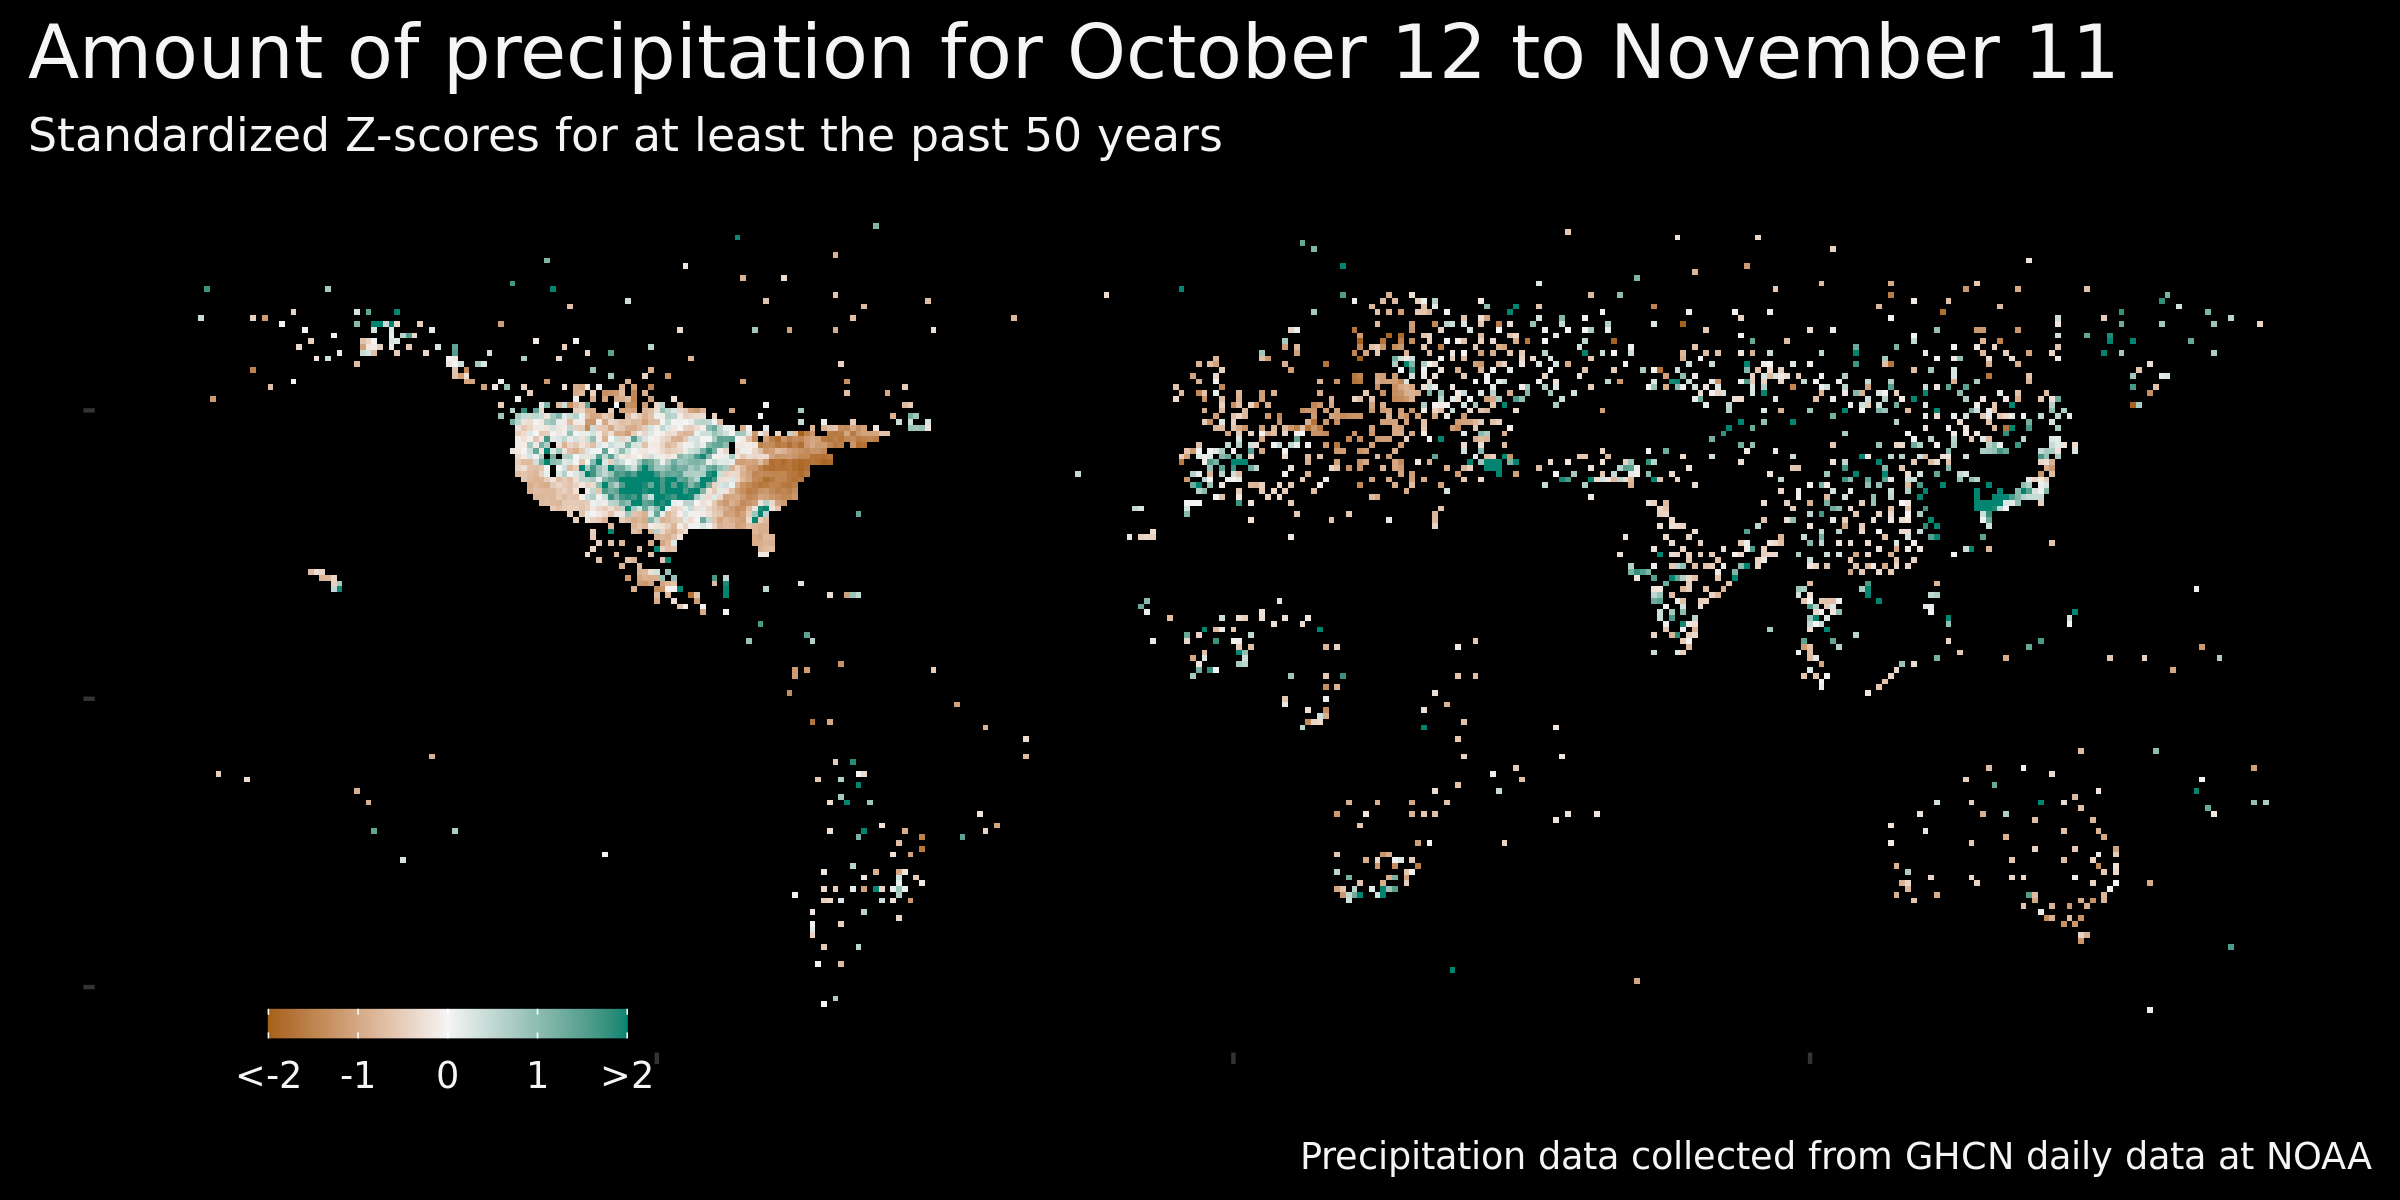 Amount of precipitation for October 12 to November 11
Standardized Z-scores for at least the past 50 years
<-2 -1 0 1 >2
Precipitation data collected from GHCN daily data at NOAA